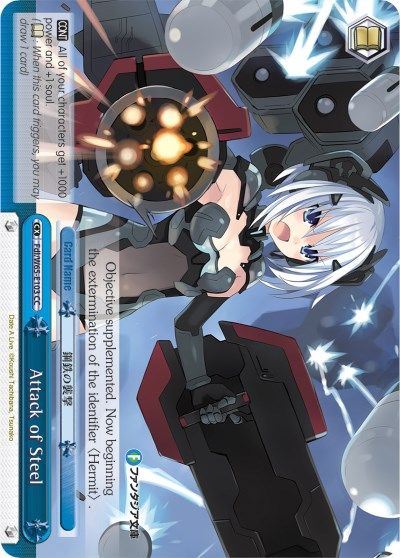 [CONT] All of your characters get +1000
power and +1 soul.
( : When this card triggers, you may
draw 1 card)
Objective supplemented. Now beginning
the extermination of the identifier 〈Hermit〉.
F ファンタジア文庫
Card Name
鋼鉄の襲撃
CX
Attack of Steel
Date A Live, ©Koushi Tachibana, Tsunako